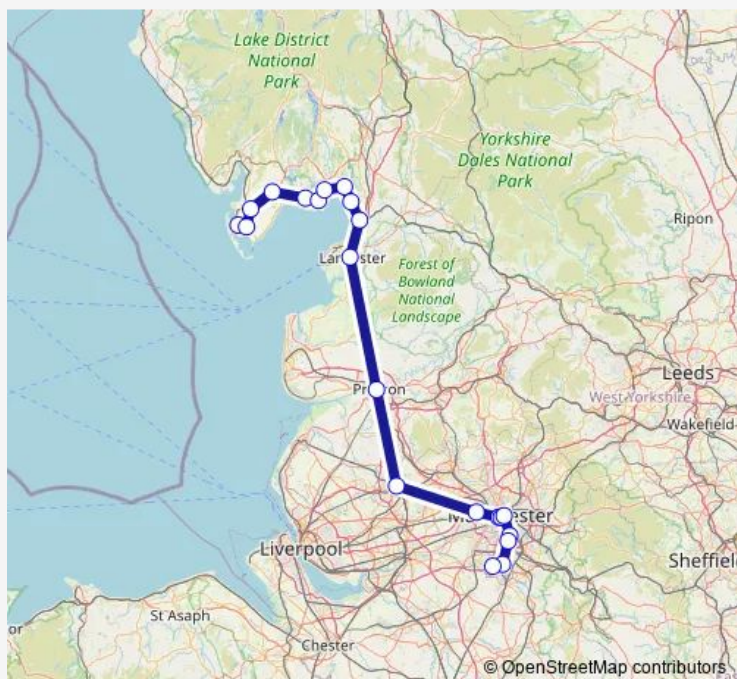 Lake District
National
Park
Yorkshire
Dales National
Park
Ripon
Forest of
Bowland
National
Landscape
Leeds
West Yorkshire
Wakefield
Liverpool
Sheffield
St Asaph
Chester
© OpenStreetMap contributors